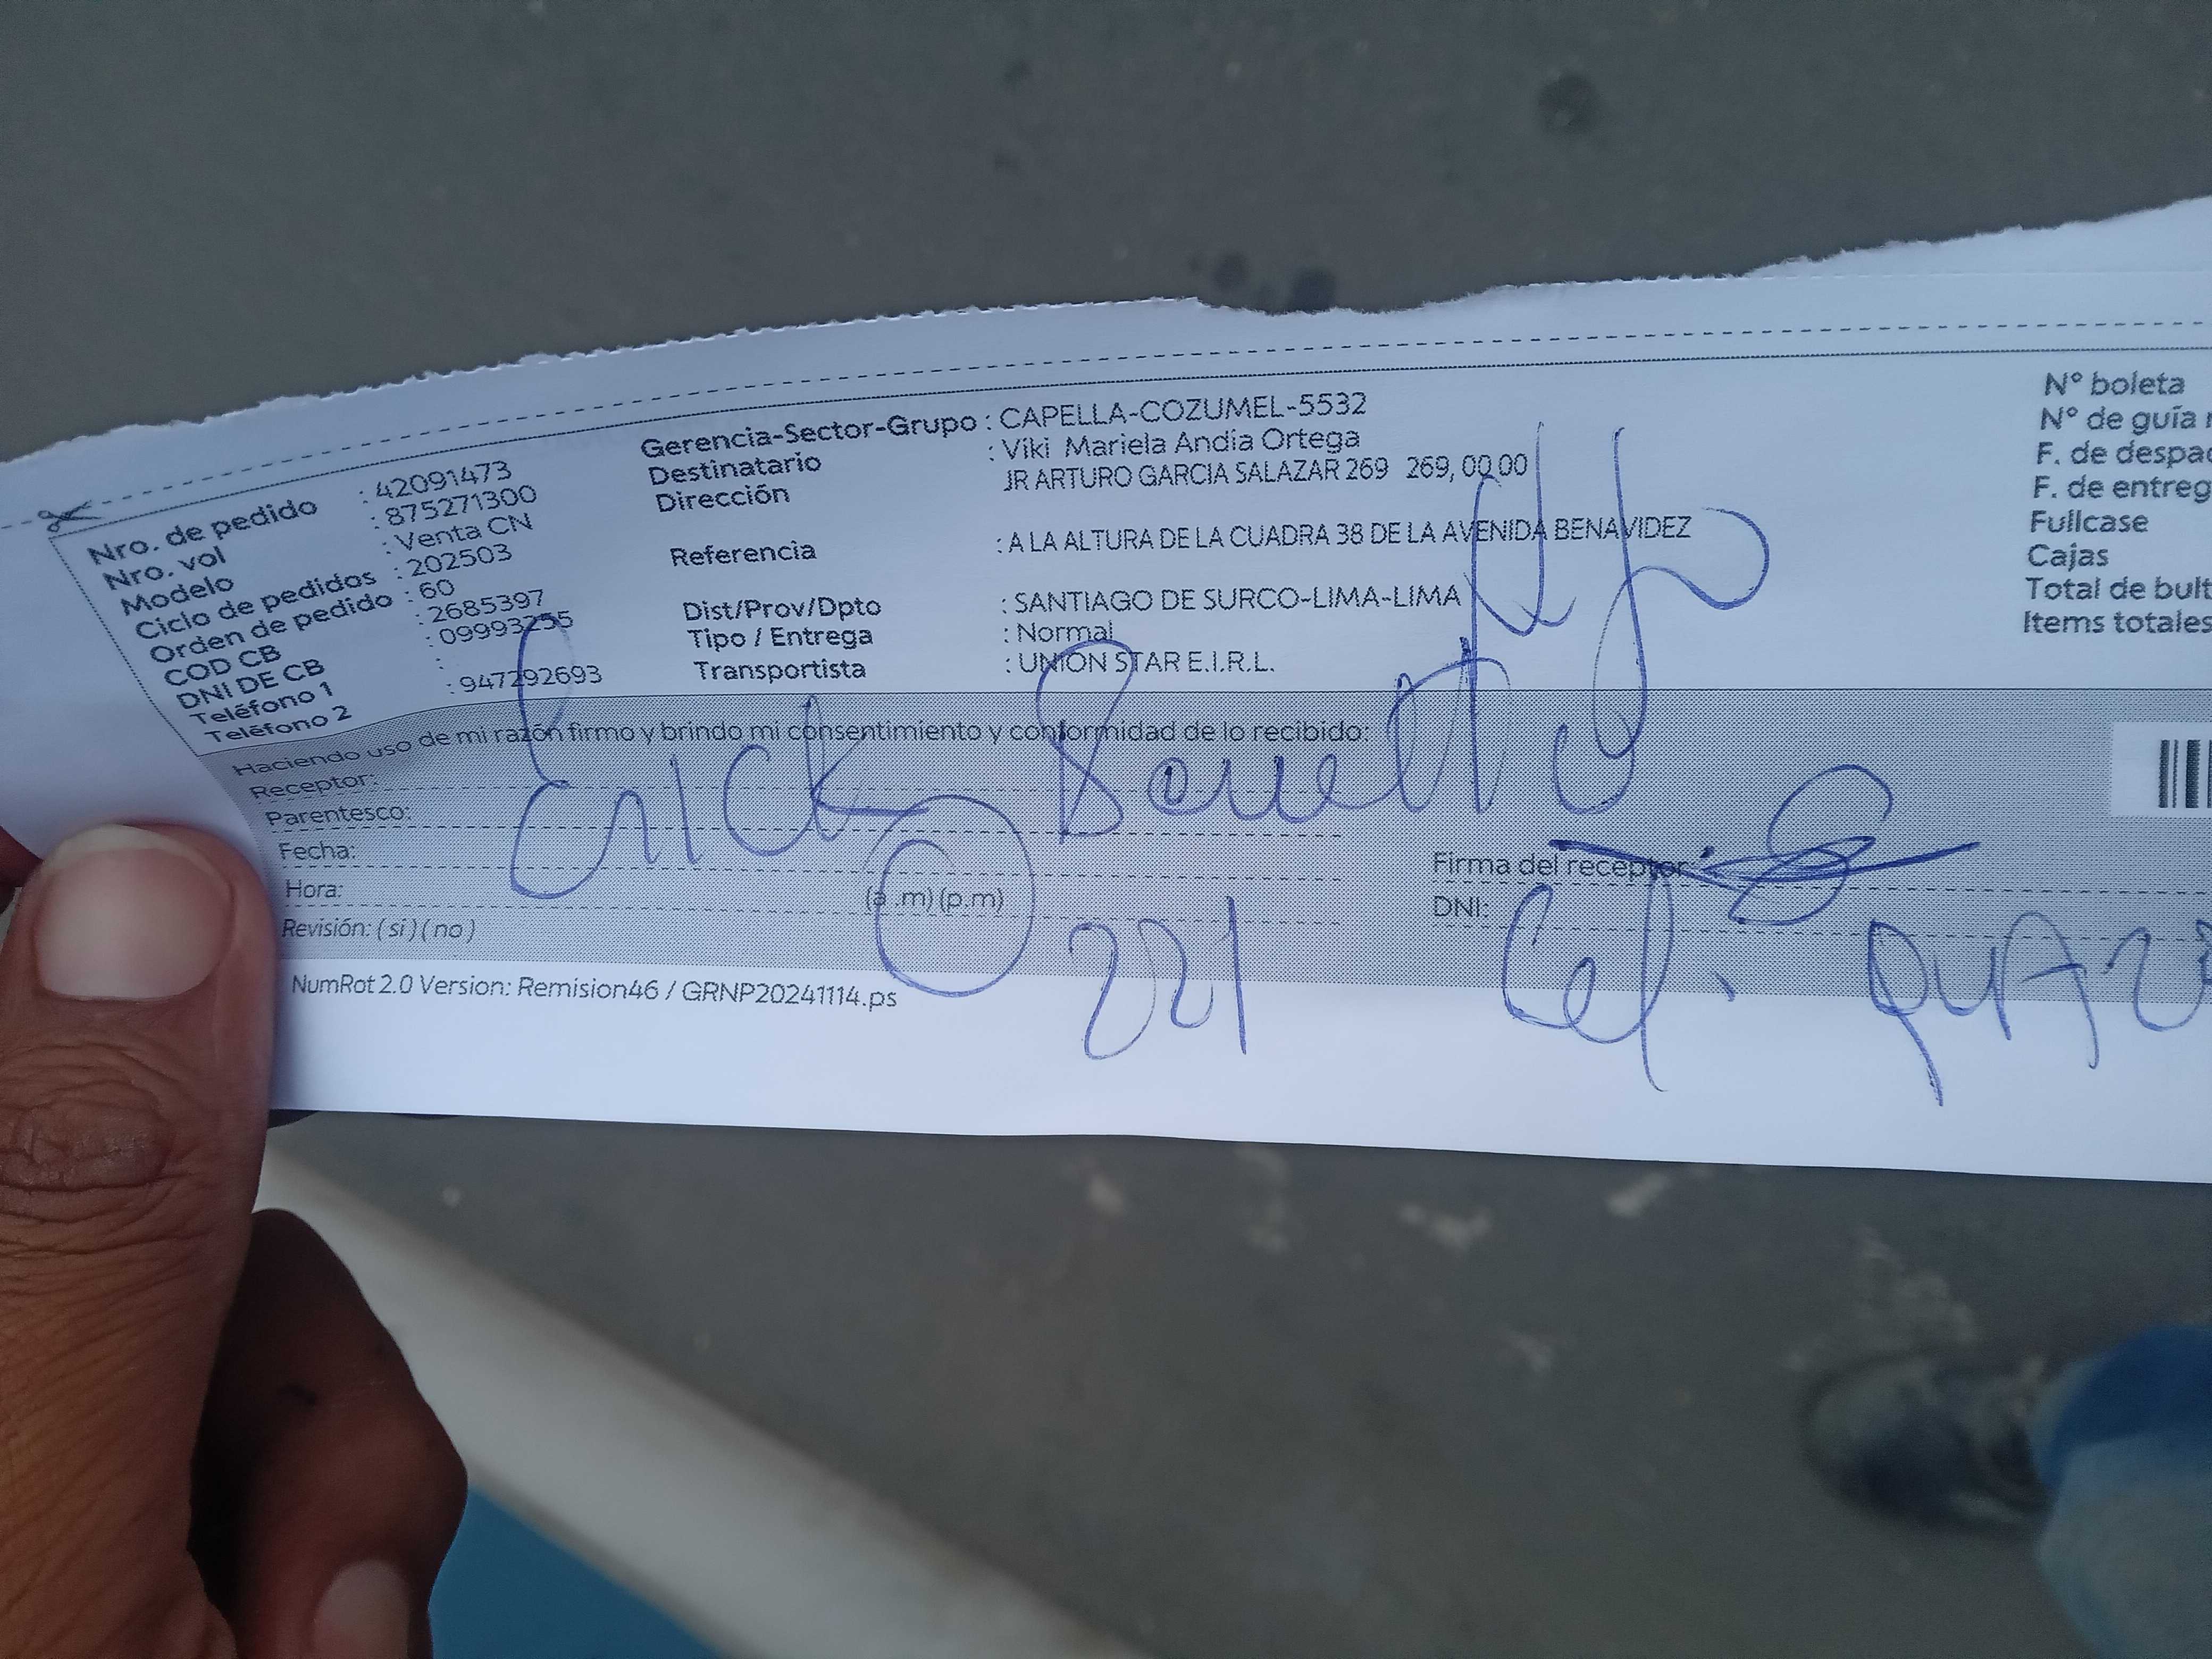 Nro. de pedido : 42091473
Nro. vol : 875271300
Modelo : Venta CN
Ciclo de pedidos : 202503
Orden de pedido : 60
COD CB : 2685397
DNI DE CB : 09993255
Teléfono 1 :
Teléfono 2 : 947292693
Gerencia-Sector-Grupo : CAPELLA-COZUMEL-5532
Destinatario : Viki Mariela Andia Ortega
Dirección JR ARTURO GARCIA SALAZAR 269 269, 00 00
Referencia : A LA ALTURA DE LA CUADRA 38 DE LA AVENIDA BENAVIDEZ
Dist/Prov/Dpto : SANTIAGO DE SURCO-LIMA-LIMA
Tipo / Entrega : Normal
Transportista : UNION STAR E.I.R.L.
N° boleta
N° de guía
F. de despac
F. de entreg
Fullcase
Cajas
Total de bult
Items totales
Haciendo uso de mi razón firmo y brindo mi consentimiento y conformidad de lo recibido:
Receptor:
Parentesco:
Erick
Fecha:
Hora: (a .m) (p.m)
Revisión: ( si ) ( no )
Firma del receptor:
DNI:
221
NumRot 2.0 Version: Remision46 / GRNP20241114.ps